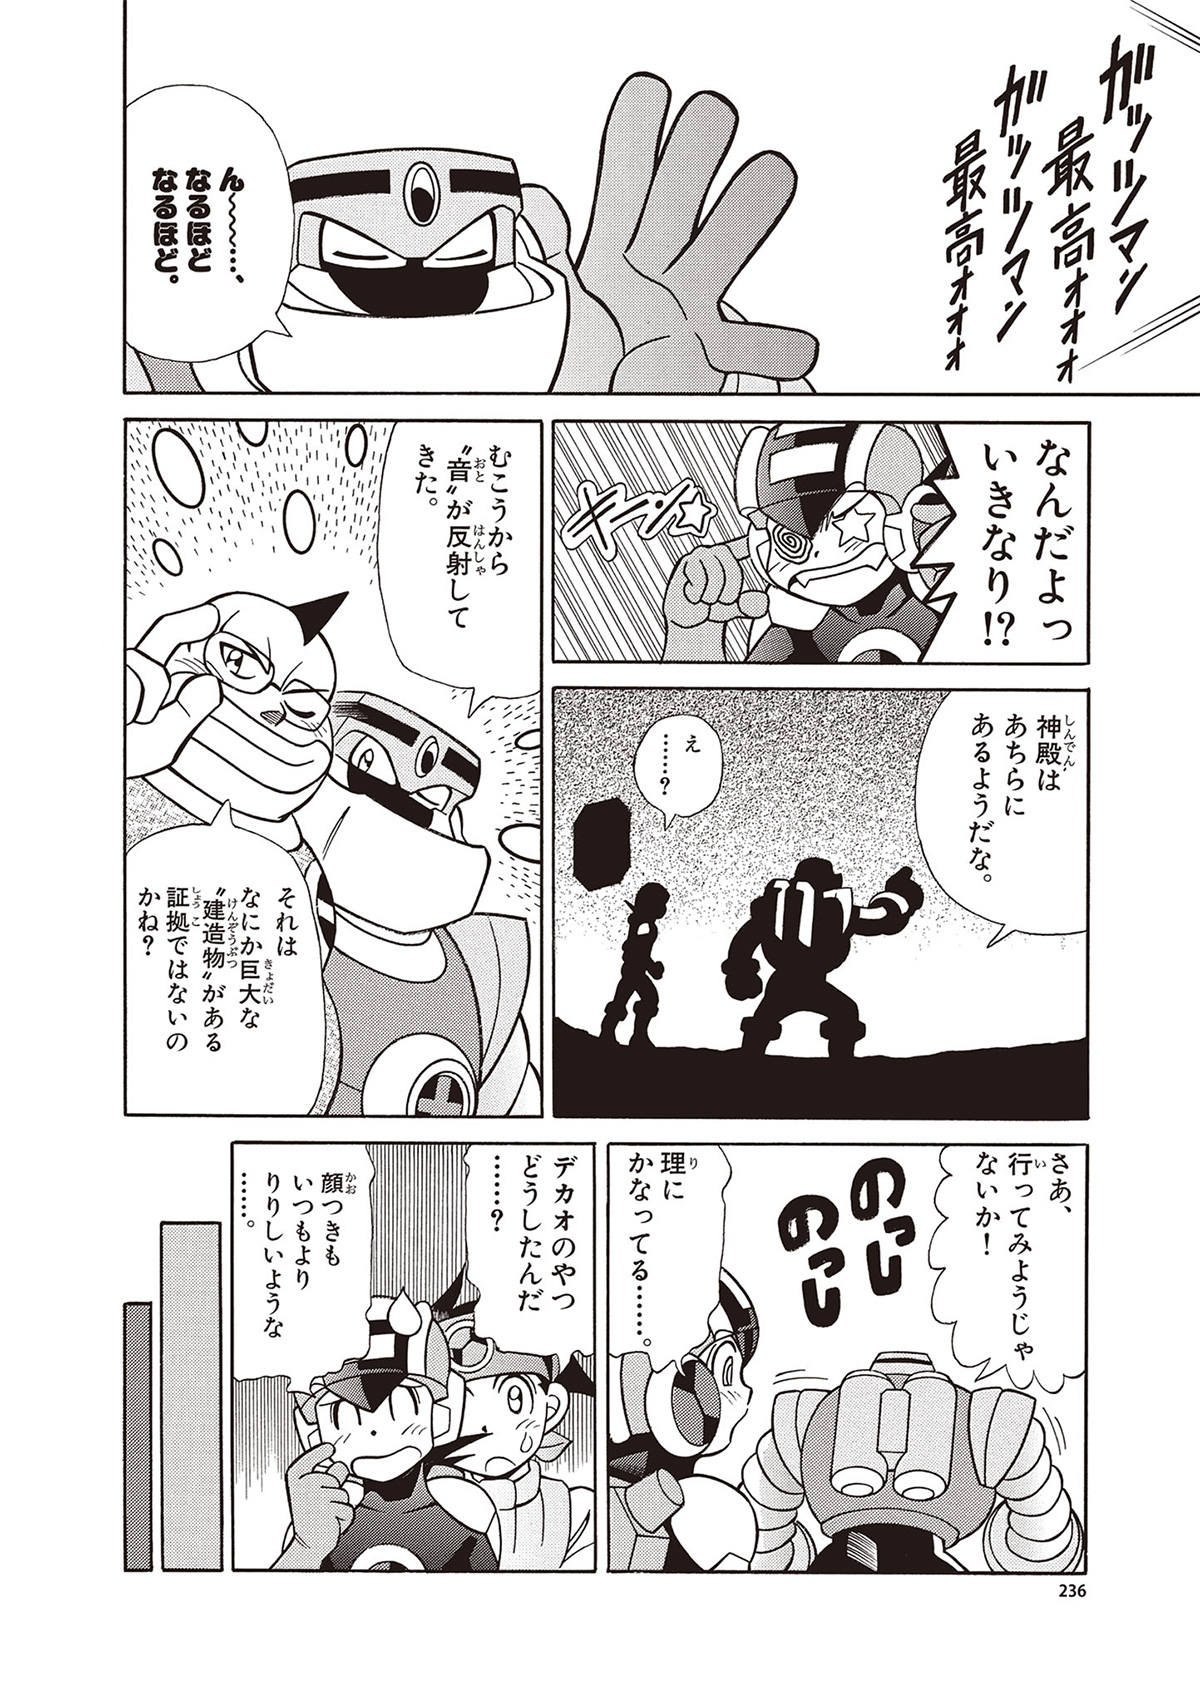 ガッツマン
最高ォォォ
ガッツマン
最高ォォォ
ん～～～……、
なるほど
なるほど。
なんだよっ
いきなり!?
キーン☆
むこうから
〝音〟が反射して
きた。
それは
なにか巨大な
〝建造物〟がある
証拠ではないの
かね？
神殿は
あちらに
あるようだな。
え
……？
さあ、
行ってみようじゃ
ないか！
のっし
のっし
理に
かなってる……。
デカオのやつ
どうしたんだ
……？
顔つきも
いつもより
りりしいような
……。
236